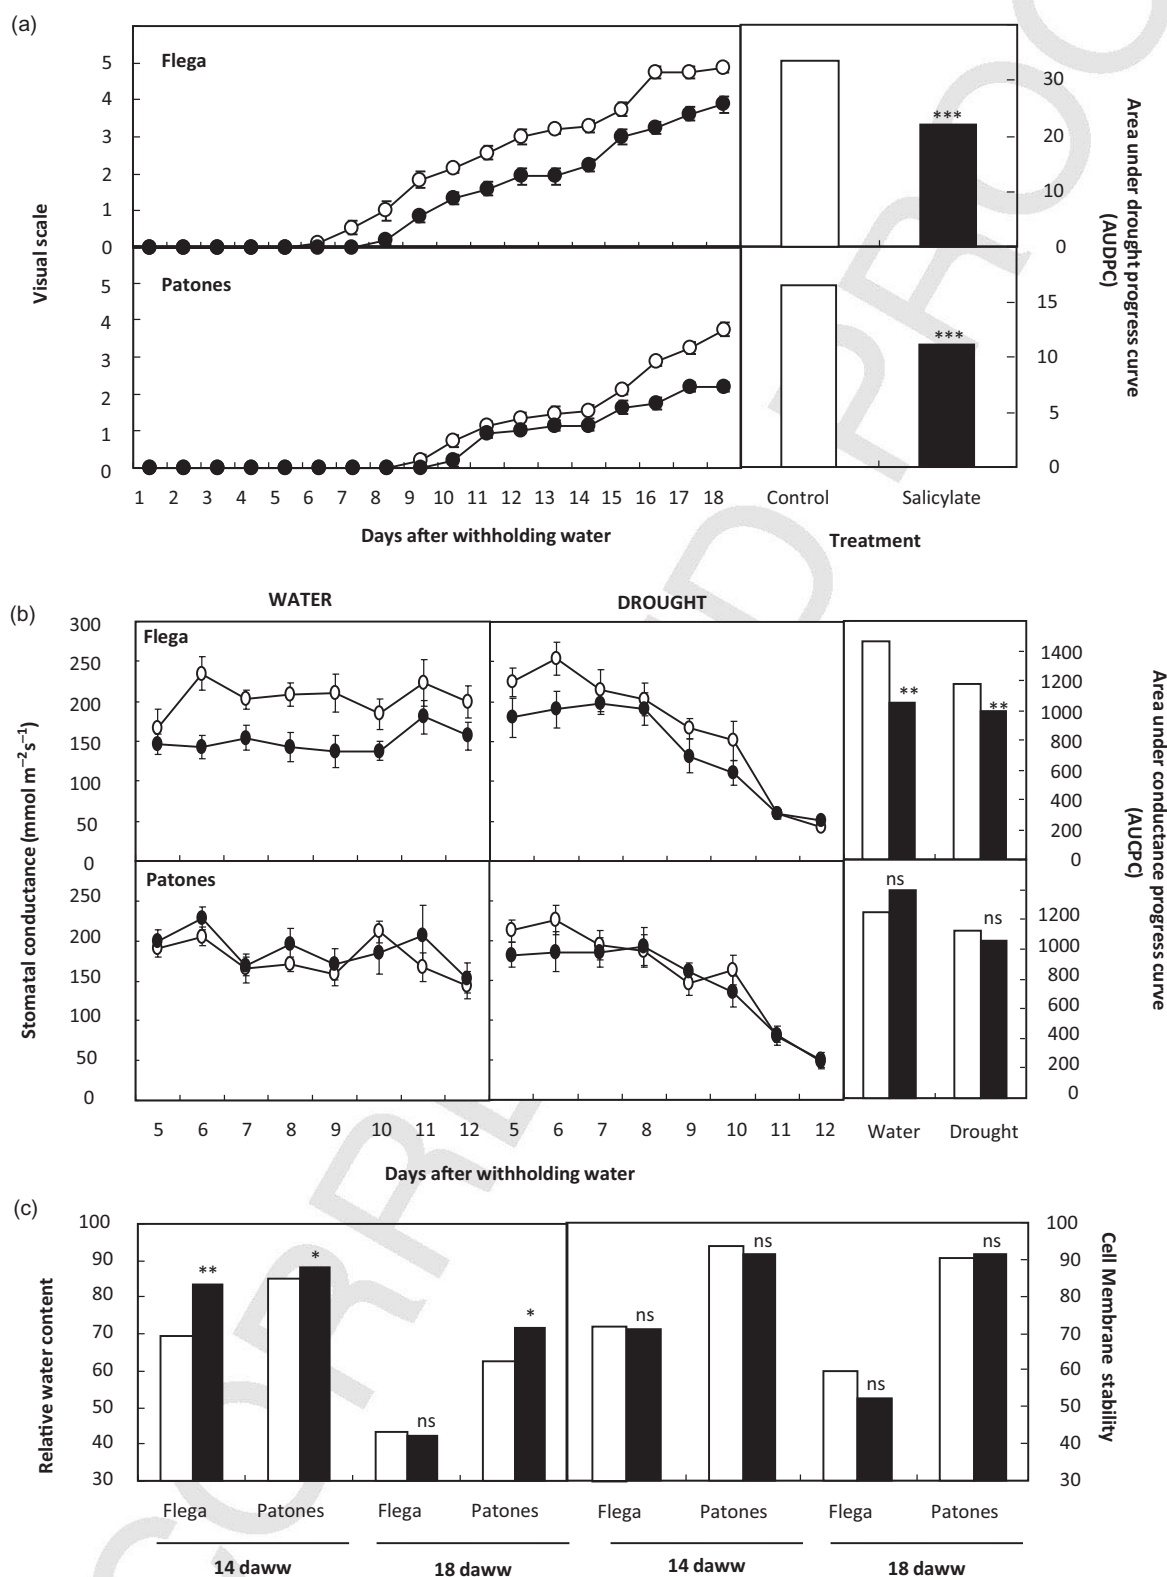 (a)
Flega
5
4
3
2
1
0
30
20
10
0
***
Patones
5
4
3
2
1
0
15
10
5
0
***
Visual scale
Area under drought progress curve
(AUDPC)
1 2 3 4 5 6 7 8 9 10 11 12 13 14 15 16 17 18
Control Salicylate
Days after withholding water
Treatment
(b)
WATER DROUGHT
Flega
300
250
200
150
100
50
0
1400
1200
1000
800
600
400
200
0
** **
Patones
250
200
150
100
50
0
1200
1000
800
600
400
200
0
ns ns
Stomatal conductance (mmol m−2s−1)
Area under conductance progress curve
(AUCPC)
5 6 7 8 9 10 11 12
5 6 7 8 9 10 11 12
Water Drought
Days after withholding water
(c)
100
90
80
70
60
50
40
30
Relative water content
** * ns *
ns ns ns ns
100
90
80
70
60
50
40
30
Cell Membrane stability
Flega Patones Flega Patones Flega Patones Flega Patones
14 daww 18 daww 14 daww 18 daww
CORRECTED PROOF